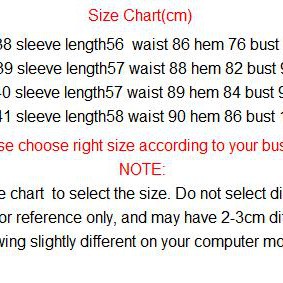 Size Chart(cm)
38 sleeve length56 waist 86 hem 76 bust
39 sleeve length57 waist 88 hem 82 bust 9
40 sleeve length57 waist 89 hem 84 bust 9
41 sleeve length58 waist 90 hem 86 bust 1
se choose right size according to your bus
NOTE:
e chart to select the size. Do not select di
or reference only, and may have 2-3cm di
wing slightly different on your computer mo